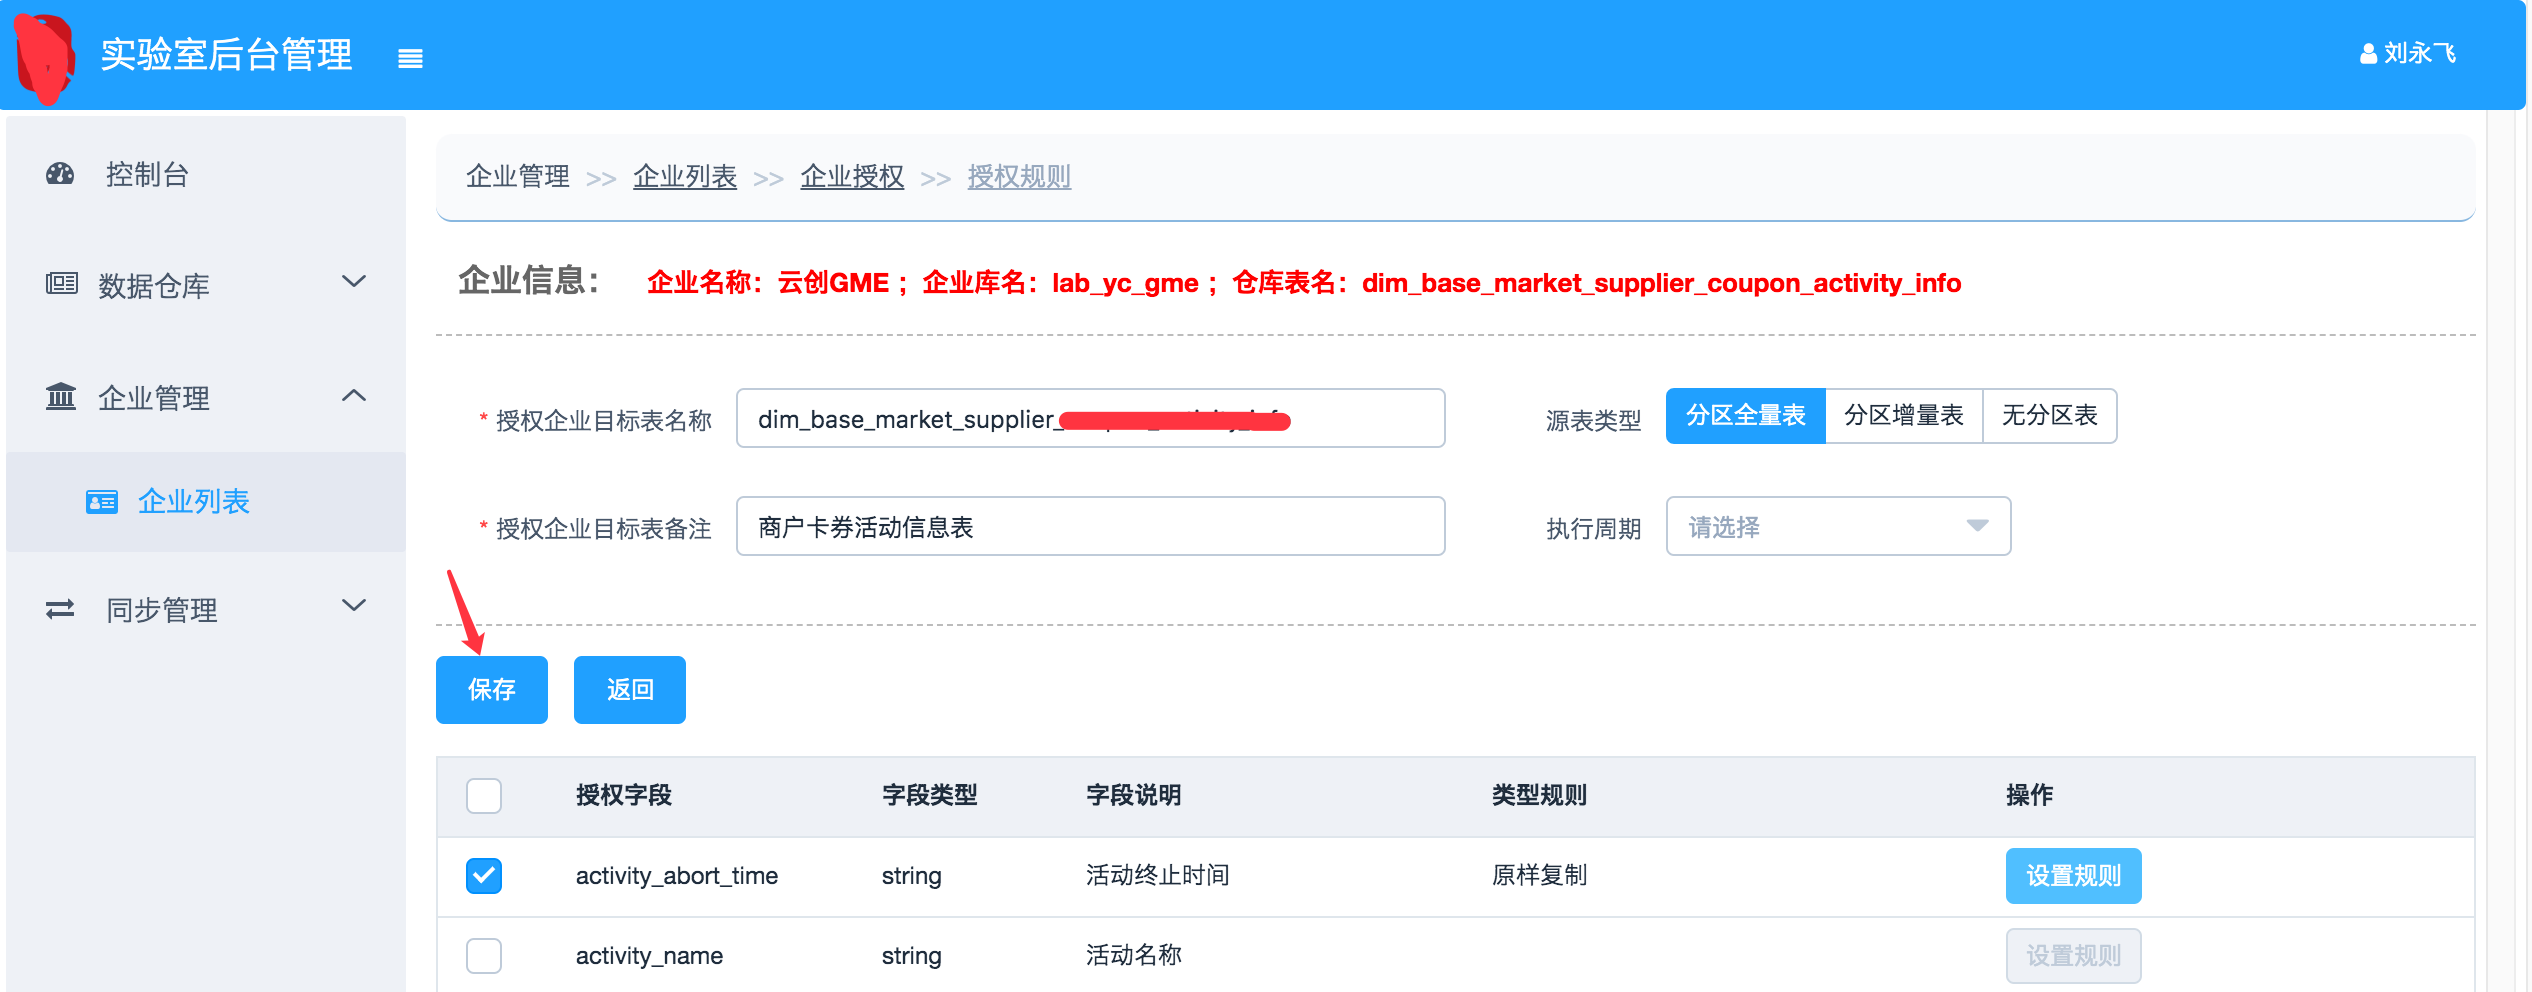 实验室后台管理
刘永飞
控制台
数据仓库
企业管理
企业列表
同步管理
企业管理 >> 企业列表 >> 企业授权 >> 授权规则
企业信息： 企业名称：云创GME ；企业库名：lab_yc_gme ；仓库表名：dim_base_market_supplier_coupon_activity_info
* 授权企业目标表名称 dim_base_market_supplier_
源表类型 分区全量表 分区增量表 无分区表
* 授权企业目标表备注 商户卡券活动信息表
执行周期 请选择
保存 返回
授权字段 字段类型 字段说明 类型规则 操作
activity_abort_time string 活动终止时间 原样复制 设置规则
activity_name string 活动名称 设置规则